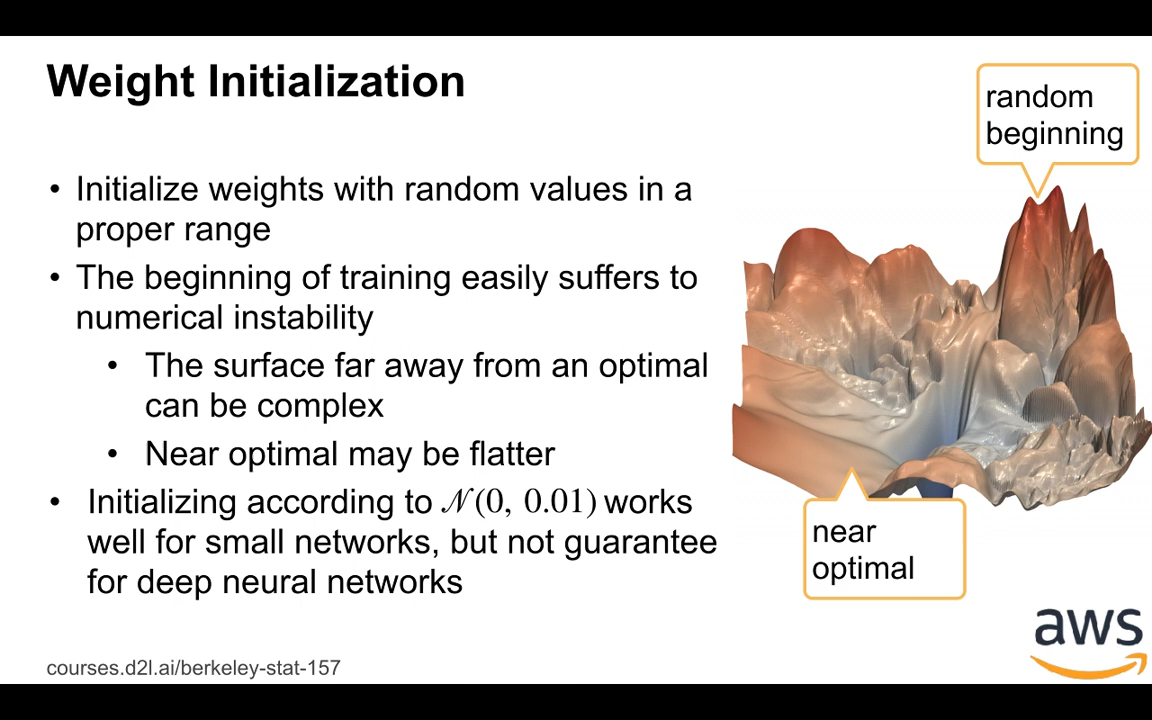 Weight Initialization
random
beginning
• Initialize weights with random values in a
proper range
• The beginning of training easily suffers to
numerical instability
• The surface far away from an optimal
can be complex
• Near optimal may be flatter
• Initializing according to 𝒩(0, 0.01) works
well for small networks, but not guarantee
for deep neural networks
near
optimal
aws
courses.d2l.ai/berkeley-stat-157